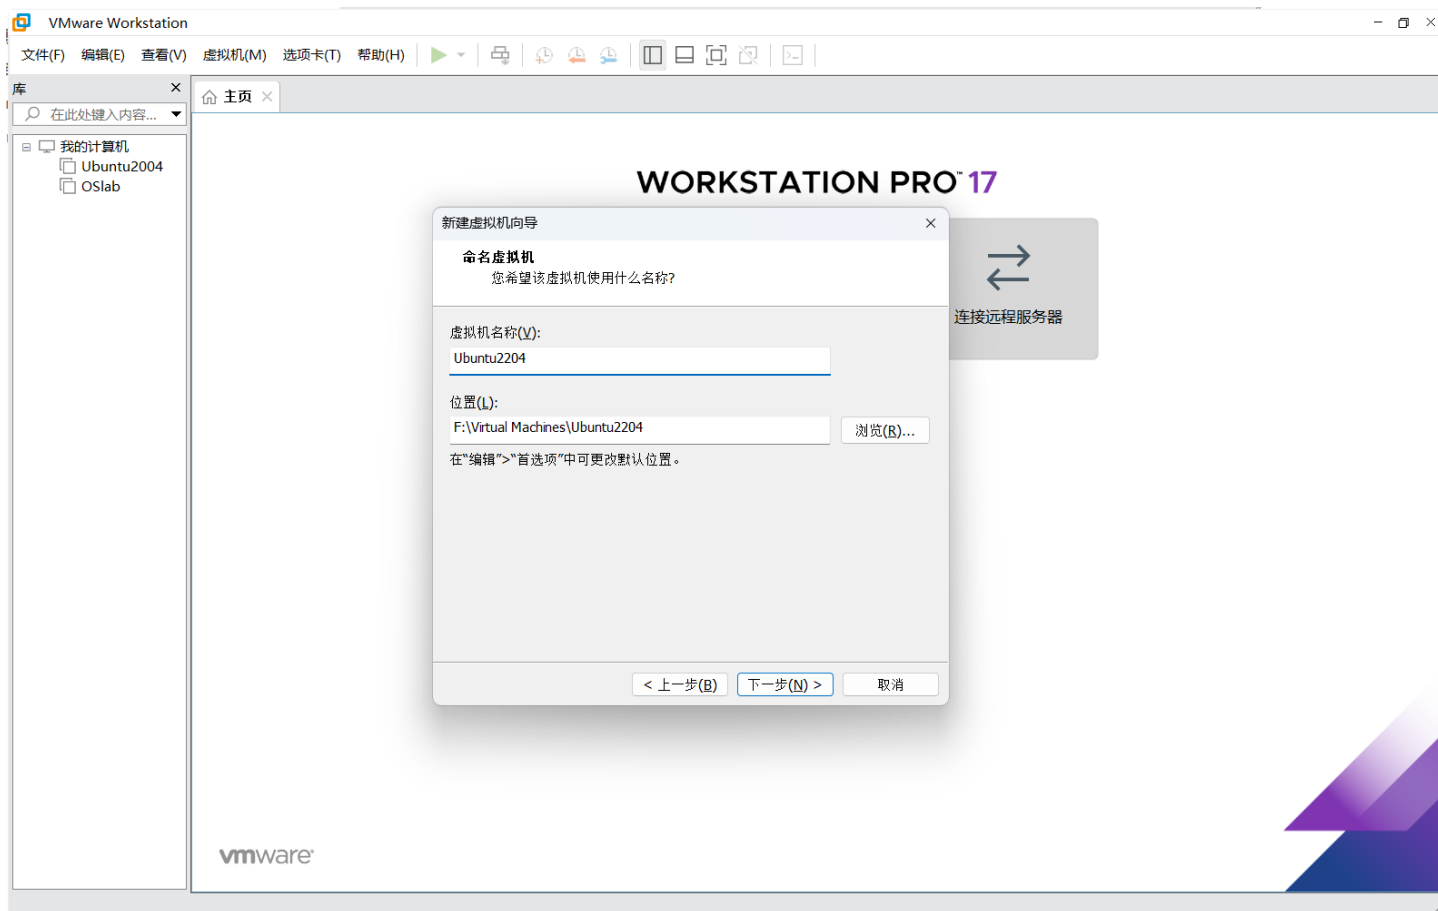 VMware Workstation
文件(F) 编辑(E) 查看(V) 虚拟机(M) 选项卡(T) 帮助(H)
库
主页
在此处键入内容...
我的计算机
Ubuntu2004
OSlab
WORKSTATION PRO™ 17
连接远程服务器
新建虚拟机向导
命名虚拟机
您希望该虚拟机使用什么名称?
虚拟机名称(V):
Ubuntu2204
位置(L):
F:\Virtual Machines\Ubuntu2204
浏览(R)...
在“编辑”>“首选项”中可更改默认位置。
< 上一步(B) 下一步(N) > 取消
vmware